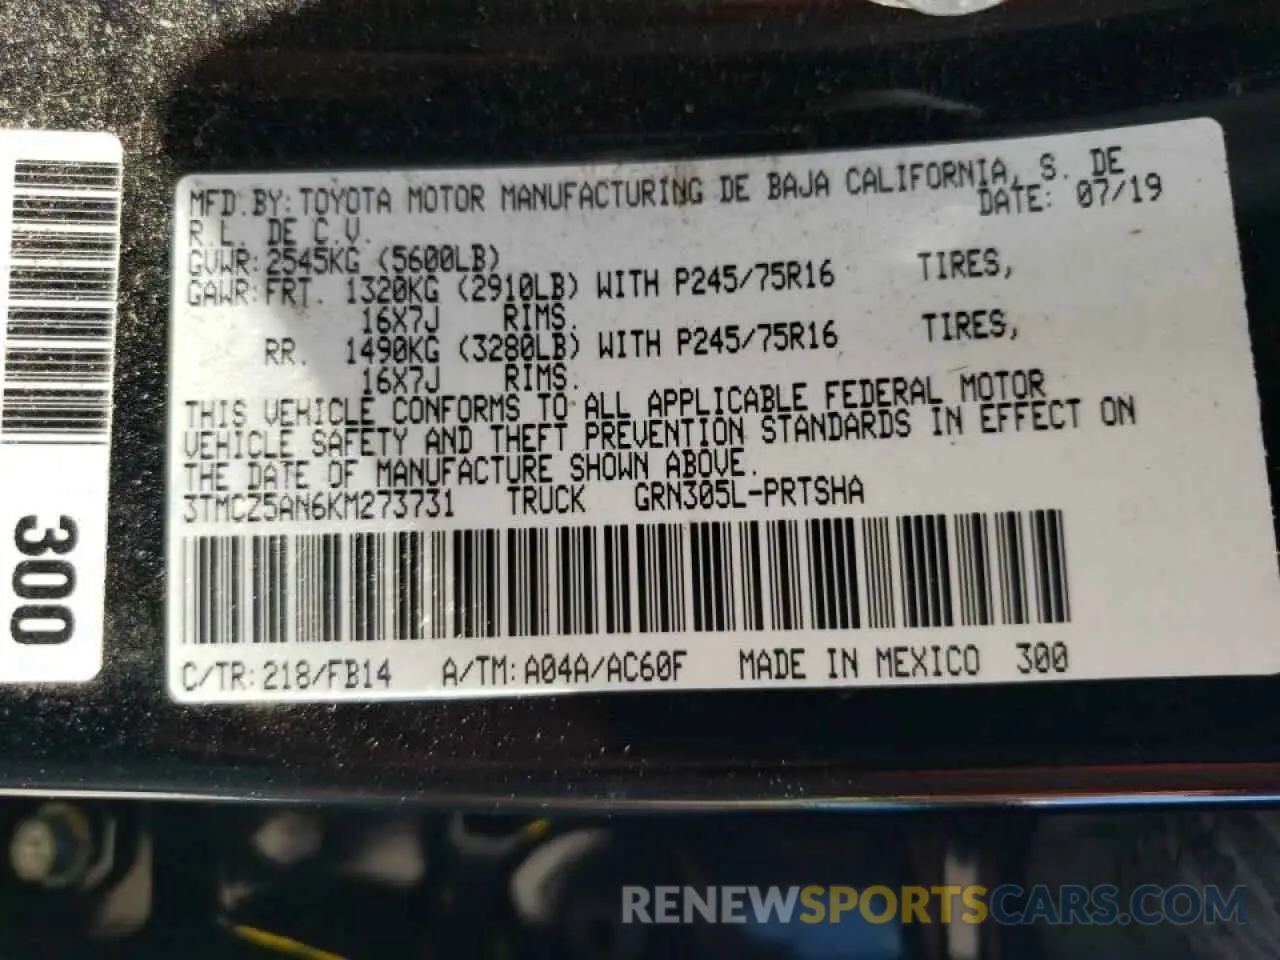 MFD.BY:TOYOTA MOTOR MANUFACTURING DE BAJA CALIFORNIA, S. DE
R.L. DE C.V. DATE: 07/19
GVWR:2545KG (5600LB)
GAWR:FRT. 1320KG (2910LB) WITH P245/75R16 TIRES,
16X7J RIMS.
RR. 1490KG (3280LB) WITH P245/75R16 TIRES,
16X7J RIMS.
THIS VEHICLE CONFORMS TO ALL APPLICABLE FEDERAL MOTOR
VEHICLE SAFETY AND THEFT PREVENTION STANDARDS IN EFFECT ON
THE DATE OF MANUFACTURE SHOWN ABOVE.
3TMCZ5AN6KM273731 TRUCK GRN305L-PRTSHA
C/TR:218/FB14 A/TM:A04A/AC60F MADE IN MEXICO 300
300
RENEWSPORTSCARS.COM